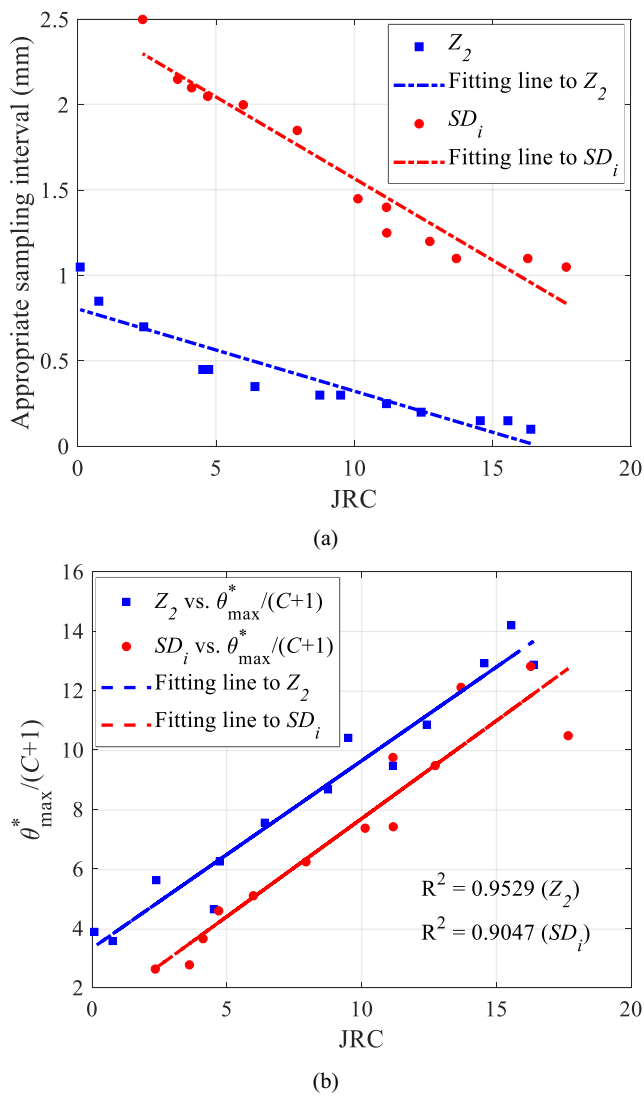 Appropriate sampling interval (mm)
2.5
2
1.5
1
0.5
0
Z₂
Fitting line to Z₂
SDᵢ
Fitting line to SDᵢ
0 5 10 15 20
JRC
(a)
θ*max/(C+1)
16
14
12
10
8
6
4
2
Z₂ vs. θ*max/(C+1)
SDᵢ vs. θ*max/(C+1)
Fitting line to Z₂
Fitting line to SDᵢ
R² = 0.9529 (Z₂)
R² = 0.9047 (SDᵢ)
0 5 10 15 20
JRC
(b)